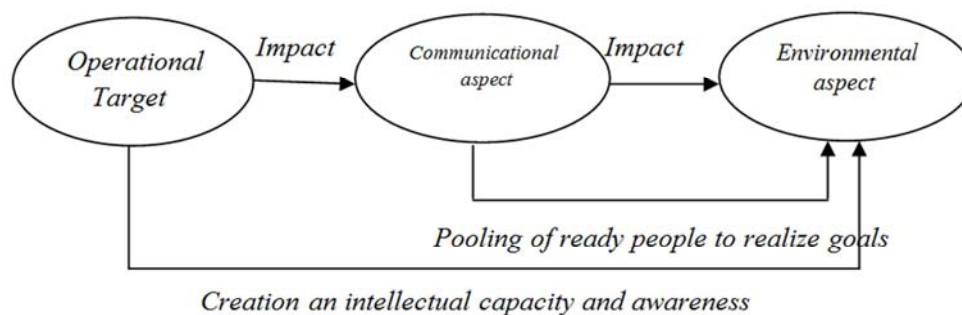 Operational
Target
Impact
Communicational
aspect
Impact
Environmental
aspect
Pooling of ready people to realize goals
Creation an intellectual capacity and awareness